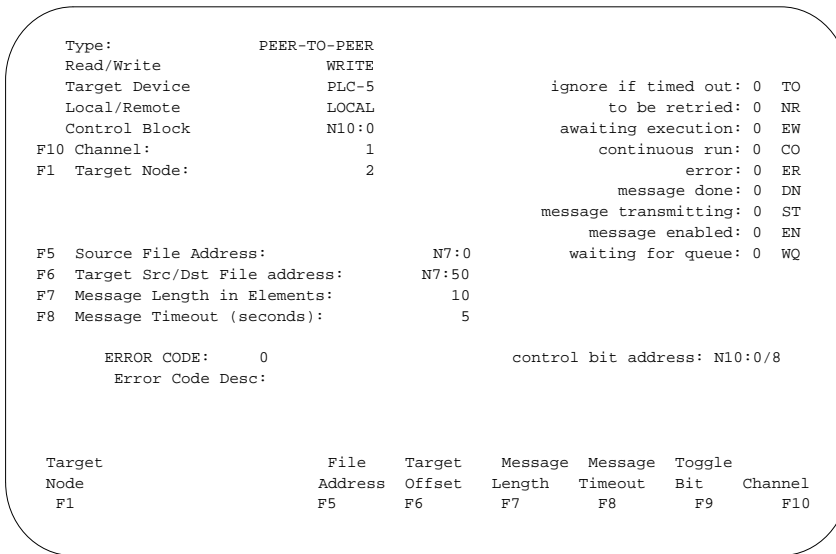 Type: PEER-TO-PEER
Read/Write WRITE
Target Device PLC-5 ignore if timed out: 0 TO
Local/Remote LOCAL to be retried: 0 NR
Control Block N10:0 awaiting execution: 0 EW
F10 Channel: 1 continuous run: 0 CO
F1 Target Node: 2 error: 0 ER
message done: 0 DN
message transmitting: 0 ST
message enabled: 0 EN
F5 Source File Address: N7:0 waiting for queue: 0 WQ
F6 Target Src/Dst File address: N7:50
F7 Message Length in Elements: 10
F8 Message Timeout (seconds): 5
ERROR CODE: 0 control bit address: N10:0/8
Error Code Desc:
Target File Target Message Message Toggle
Node Address Offset Length Timeout Bit Channel
F1 F5 F6 F7 F8 F9 F10